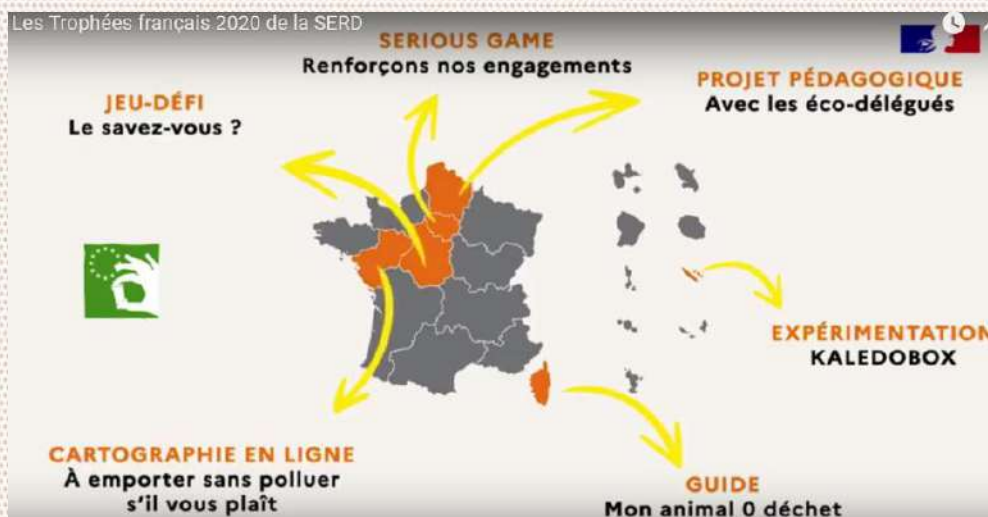 Les Trophées français 2020 de la SERD
SERIOUS GAME
Renforçons nos engagements
PROJET PÉDAGOGIQUE
Avec les éco-délégués
JEU-DÉFI
Le savez-vous ?
EXPÉRIMENTATION
KALEDOBOX
CARTOGRAPHIE EN LIGNE
À emporter sans polluer
s'il vous plaît
GUIDE
Mon animal 0 déchet